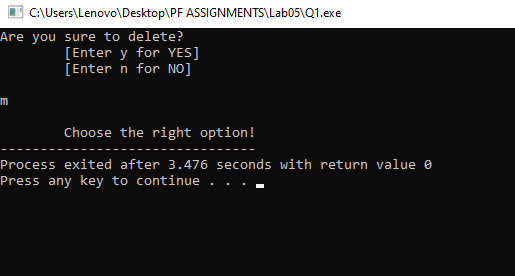 C:\Users\Lenovo\Desktop\PF ASSIGNMENTS\Lab05\Q1.exe
Are you sure to delete?
[Enter y for YES]
[Enter n for NO]
m
Choose the right option!
--------------------------------
Process exited after 3.476 seconds with return value 0
Press any key to continue . . .